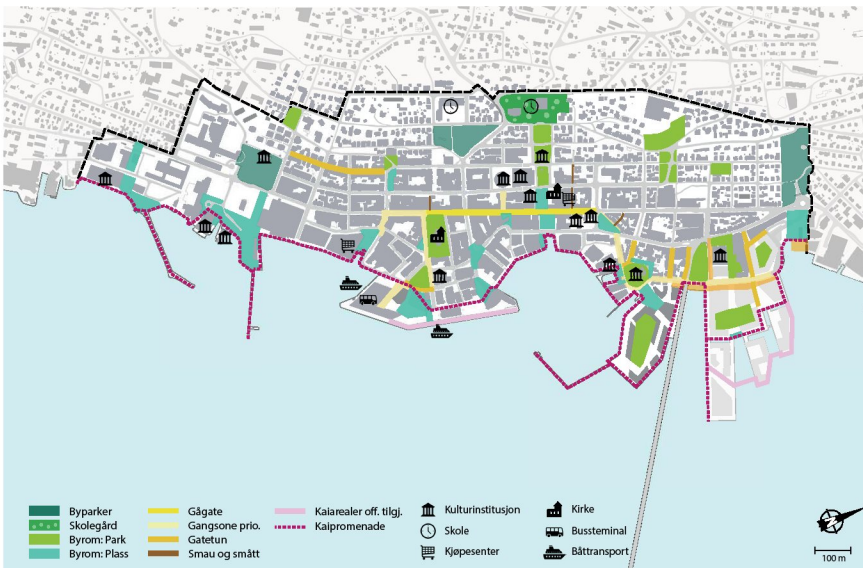 Byparker
Skolegård
Byrom: Park
Byrom: Plass
Gågate
Gangsone prio.
Gatetun
Smau og smått
Kaiarealer off. tilgj.
Kaipromenade
Kulturinstitusjon
Skole
Kjøpesenter
Kirke
Bussteminal
Båttransport
N
100 m